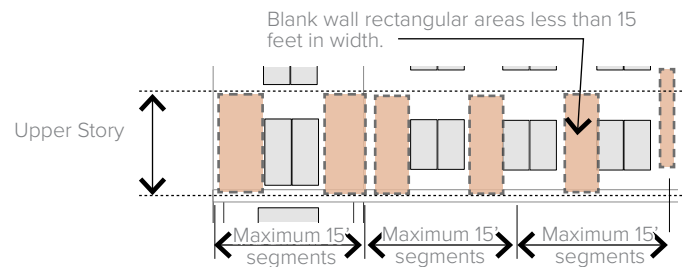 Blank wall rectangular areas less than 15
feet in width.
Upper Story
Maximum 15'
segments
Maximum 15'
segments
Maximum 15'
segments